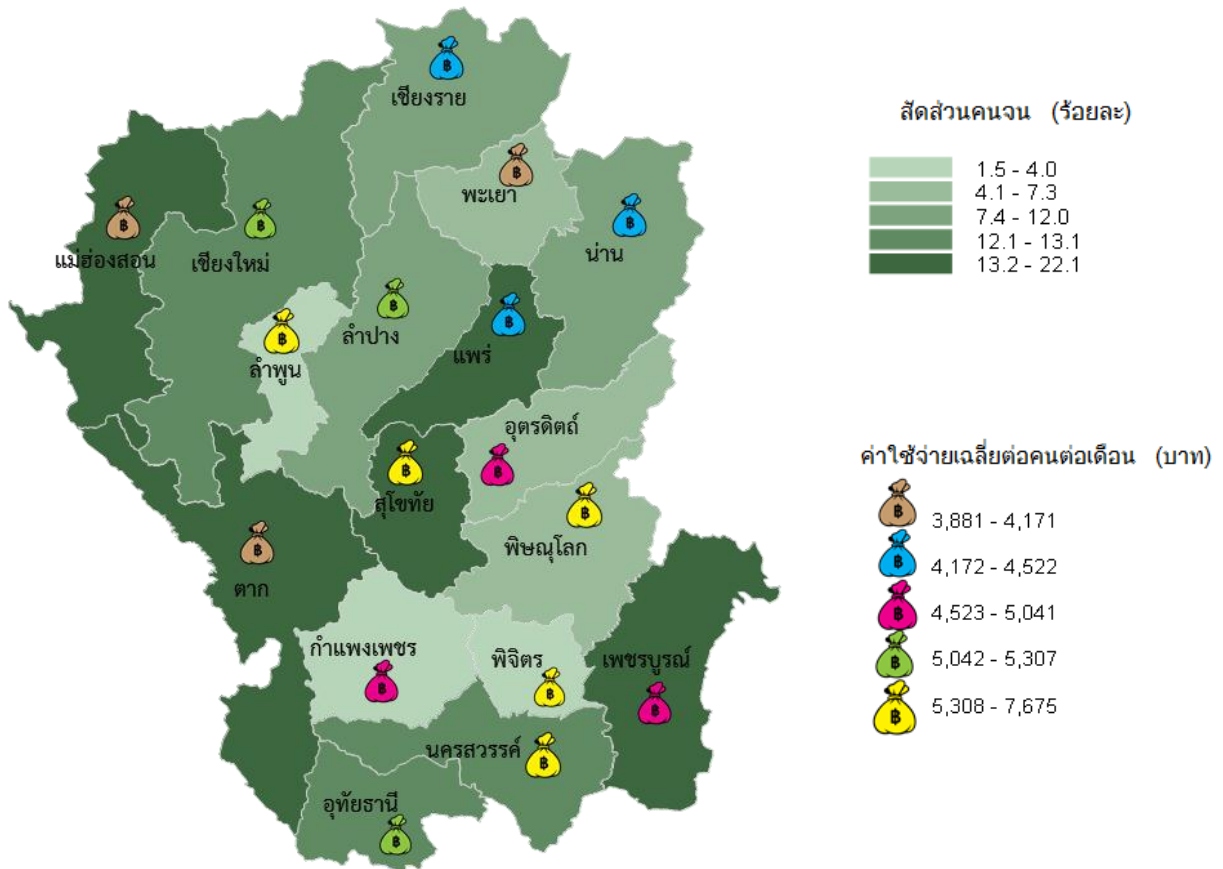 เชียงราย
พะเยา
น่าน
แม่ฮ่องสอน
เชียงใหม่
ลำปาง
แพร่
ลำพูน
อุตรดิตถ์
สุโขทัย
พิษณุโลก
ตาก
กำแพงเพชร
พิจิตร
เพชรบูรณ์
นครสวรรค์
อุทัยธานี
สัดส่วนคนจน (ร้อยละ)
1.5 - 4.0
4.1 - 7.3
7.4 - 12.0
12.1 - 13.1
13.2 - 22.1
ค่าใช้จ่ายเฉลี่ยต่อคนต่อเดือน (บาท)
฿ 3,881 - 4,171
฿ 4,172 - 4,522
฿ 4,523 - 5,041
฿ 5,042 - 5,307
฿ 5,308 - 7,675